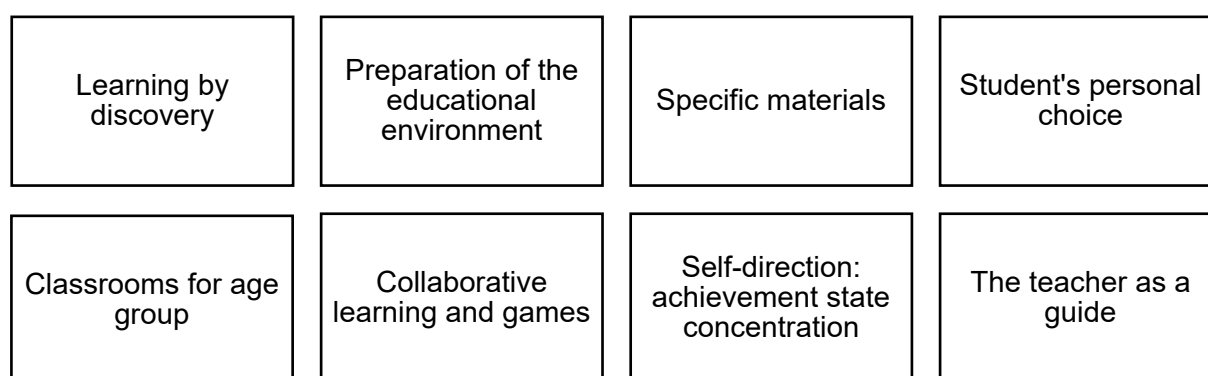 Learning by
discovery
Preparation of the
educational
environment
Specific materials
Student's personal
choice
Classrooms for age
group
Collaborative
learning and games
Self-direction:
achievement state
concentration
The teacher as a
guide